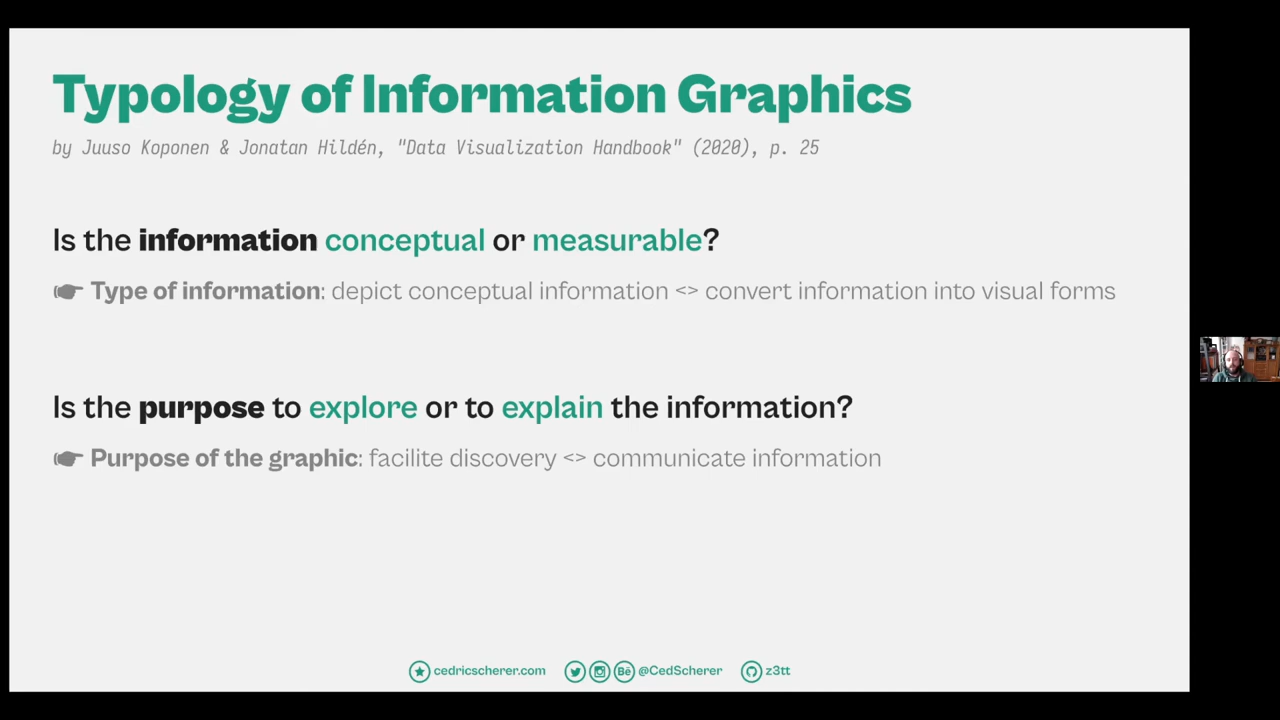 Typology of Information Graphics
by Juuso Koponen & Jonatan Hildén, "Data Visualization Handbook" (2020), p. 25
Is the information conceptual or measurable?
☛ Type of information: depict conceptual information <> convert information into visual forms
Is the purpose to explore or to explain the information?
☛ Purpose of the graphic: facilite discovery <> communicate information
cedricscherer.com Bē @CedScherer z3tt